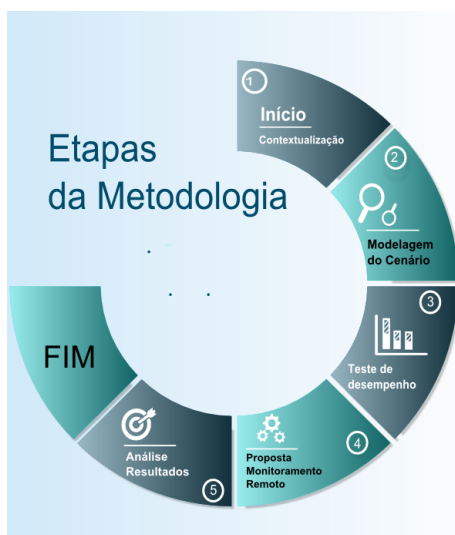 Etapas
da Metodologia
1
Início
Contextualização
2
Modelagem
do Cenário
3
Teste de
desempenho
4
Proposta
Monitoramento
Remoto
5
Análise
Resultados
FIM